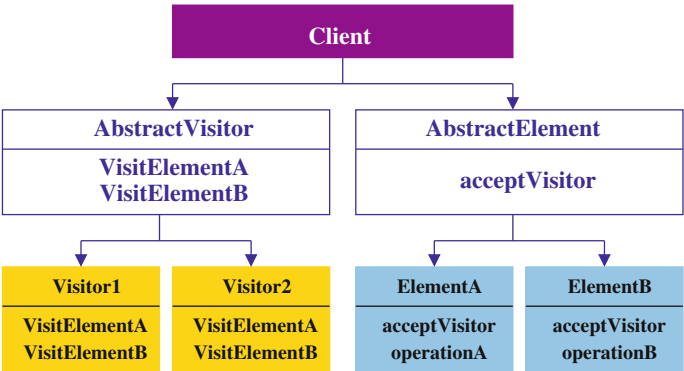 Client
AbstractVisitor
VisitElementA
VisitElementB
AbstractElement
acceptVisitor
Visitor1
VisitElementA
VisitElementB
Visitor2
VisitElementA
VisitElementB
ElementA
acceptVisitor
operationA
ElementB
acceptVisitor
operationB